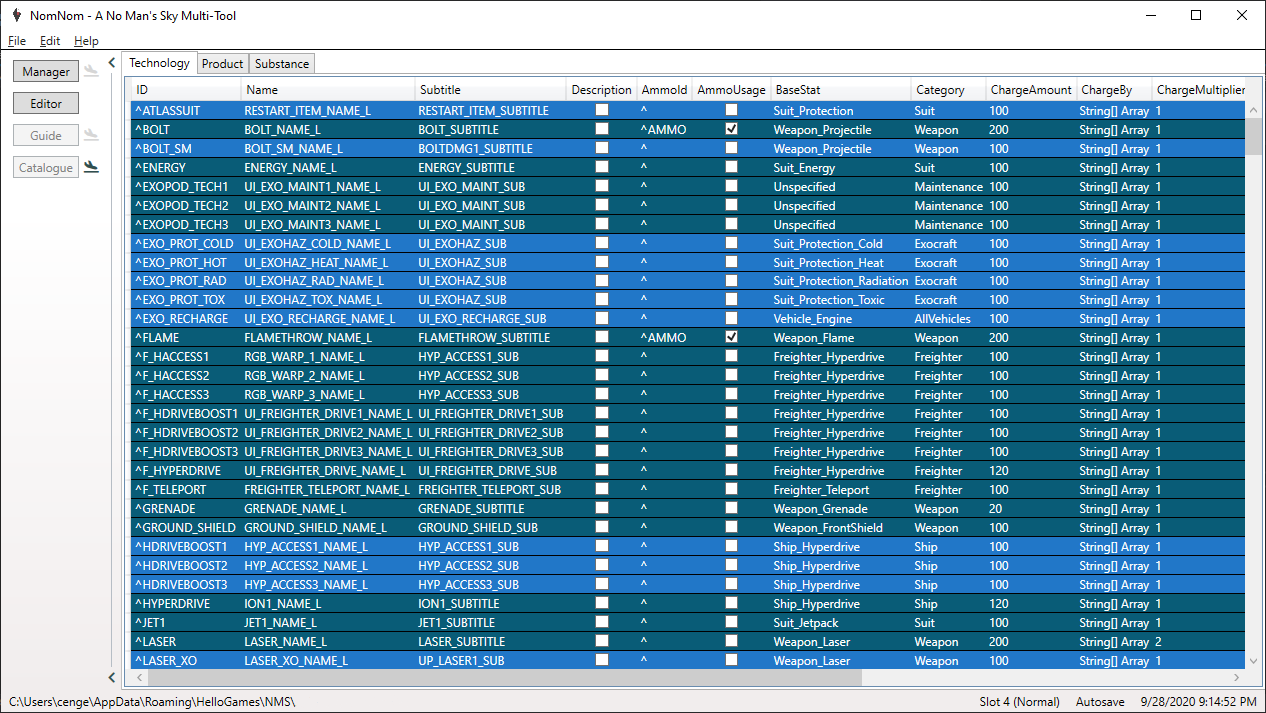 NomNom - A No Man's Sky Multi-Tool
File Edit Help
Manager
Editor
Guide
Catalogue
Technology Product Substance
ID Name Subtitle Description AmmoId AmmoUsage BaseStat Category ChargeAmount ChargeBy ChargeMultiplier
^ATLASSUIT RESTART_ITEM_NAME_L RESTART_ITEM_SUBTITLE ^ Suit_Protection Suit 100 String[] Array 1
^BOLT BOLT_NAME_L BOLT_SUBTITLE ^AMMO Weapon_Projectile Weapon 200 String[] Array 1
^BOLT_SM BOLT_SM_NAME_L BOLTDMG1_SUBTITLE ^ Weapon_Projectile Weapon 100 String[] Array 1
^ENERGY ENERGY_NAME_L ENERGY_SUBTITLE ^ Suit_Energy Suit 100 String[] Array 1
^EXOPOD_TECH1 UI_EXO_MAINT1_NAME_L UI_EXO_MAINT_SUB ^ Unspecified Maintenance 100 String[] Array 1
^EXOPOD_TECH2 UI_EXO_MAINT2_NAME_L UI_EXO_MAINT_SUB ^ Unspecified Maintenance 100 String[] Array 1
^EXOPOD_TECH3 UI_EXO_MAINT3_NAME_L UI_EXO_MAINT_SUB ^ Unspecified Maintenance 100 String[] Array 1
^EXO_PROT_COLD UI_EXOHAZ_COLD_NAME_L UI_EXOHAZ_SUB ^ Suit_Protection_Cold Exocraft 100 String[] Array 1
^EXO_PROT_HOT UI_EXOHAZ_HEAT_NAME_L UI_EXOHAZ_SUB ^ Suit_Protection_Heat Exocraft 100 String[] Array 1
^EXO_PROT_RAD UI_EXOHAZ_RAD_NAME_L UI_EXOHAZ_SUB ^ Suit_Protection_Radiation Exocraft 100 String[] Array 1
^EXO_PROT_TOX UI_EXOHAZ_TOX_NAME_L UI_EXOHAZ_SUB ^ Suit_Protection_Toxic Exocraft 100 String[] Array 1
^EXO_RECHARGE UI_EXO_RECHARGE_NAME_L UI_EXO_RECHARGE_SUB ^ Vehicle_Engine AllVehicles 100 String[] Array 1
^FLAME FLAMETHROW_NAME_L FLAMETHROW_SUBTITLE ^AMMO Weapon_Flame Weapon 200 String[] Array 1
^F_HACCESS1 RGB_WARP_1_NAME_L HYP_ACCESS1_SUB ^ Freighter_Hyperdrive Freighter 100 String[] Array 1
^F_HACCESS2 RGB_WARP_2_NAME_L HYP_ACCESS2_SUB ^ Freighter_Hyperdrive Freighter 100 String[] Array 1
^F_HACCESS3 RGB_WARP_3_NAME_L HYP_ACCESS3_SUB ^ Freighter_Hyperdrive Freighter 100 String[] Array 1
^F_HDRIVEBOOST1 UI_FREIGHTER_DRIVE1_NAME_L UI_FREIGHTER_DRIVE1_SUB ^ Freighter_Hyperdrive Freighter 100 String[] Array 1
^F_HDRIVEBOOST2 UI_FREIGHTER_DRIVE2_NAME_L UI_FREIGHTER_DRIVE2_SUB ^ Freighter_Hyperdrive Freighter 100 String[] Array 1
^F_HDRIVEBOOST3 UI_FREIGHTER_DRIVE3_NAME_L UI_FREIGHTER_DRIVE3_SUB ^ Freighter_Hyperdrive Freighter 100 String[] Array 1
^F_HYPERDRIVE UI_FREIGHTER_DRIVE_NAME_L UI_FREIGHTER_DRIVE_SUB ^ Freighter_Hyperdrive Freighter 120 String[] Array 1
^F_TELEPORT FREIGHTER_TELEPORT_NAME_L FREIGHTER_TELEPORT_SUB ^ Freighter_Teleport Freighter 100 String[] Array 1
^GRENADE GRENADE_NAME_L GRENADE_SUBTITLE ^ Weapon_Grenade Weapon 20 String[] Array 1
^GROUND_SHIELD GROUND_SHIELD_NAME_L GROUND_SHIELD_SUB ^ Weapon_FrontShield Weapon 100 String[] Array 1
^HDRIVEBOOST1 HYP_ACCESS1_NAME_L HYP_ACCESS1_SUB ^ Ship_Hyperdrive Ship 100 String[] Array 1
^HDRIVEBOOST2 HYP_ACCESS2_NAME_L HYP_ACCESS2_SUB ^ Ship_Hyperdrive Ship 100 String[] Array 1
^HDRIVEBOOST3 HYP_ACCESS3_NAME_L HYP_ACCESS3_SUB ^ Ship_Hyperdrive Ship 100 String[] Array 1
^HYPERDRIVE ION1_NAME_L ION1_SUBTITLE ^ Ship_Hyperdrive Ship 120 String[] Array 1
^JET1 JET1_NAME_L JET1_SUBTITLE ^ Suit_Jetpack Suit 100 String[] Array 1
^LASER LASER_NAME_L LASER_SUBTITLE ^ Weapon_Laser Weapon 200 String[] Array 2
^LASER_XO LASER_XO_NAME_L UP_LASER1_SUB ^ Weapon_Laser Weapon 100 String[] Array 1
C:\Users\cenge\AppData\Roaming\HelloGames\NMS\ Slot 4 (Normal) Autosave 9/28/2020 9:14:52 PM